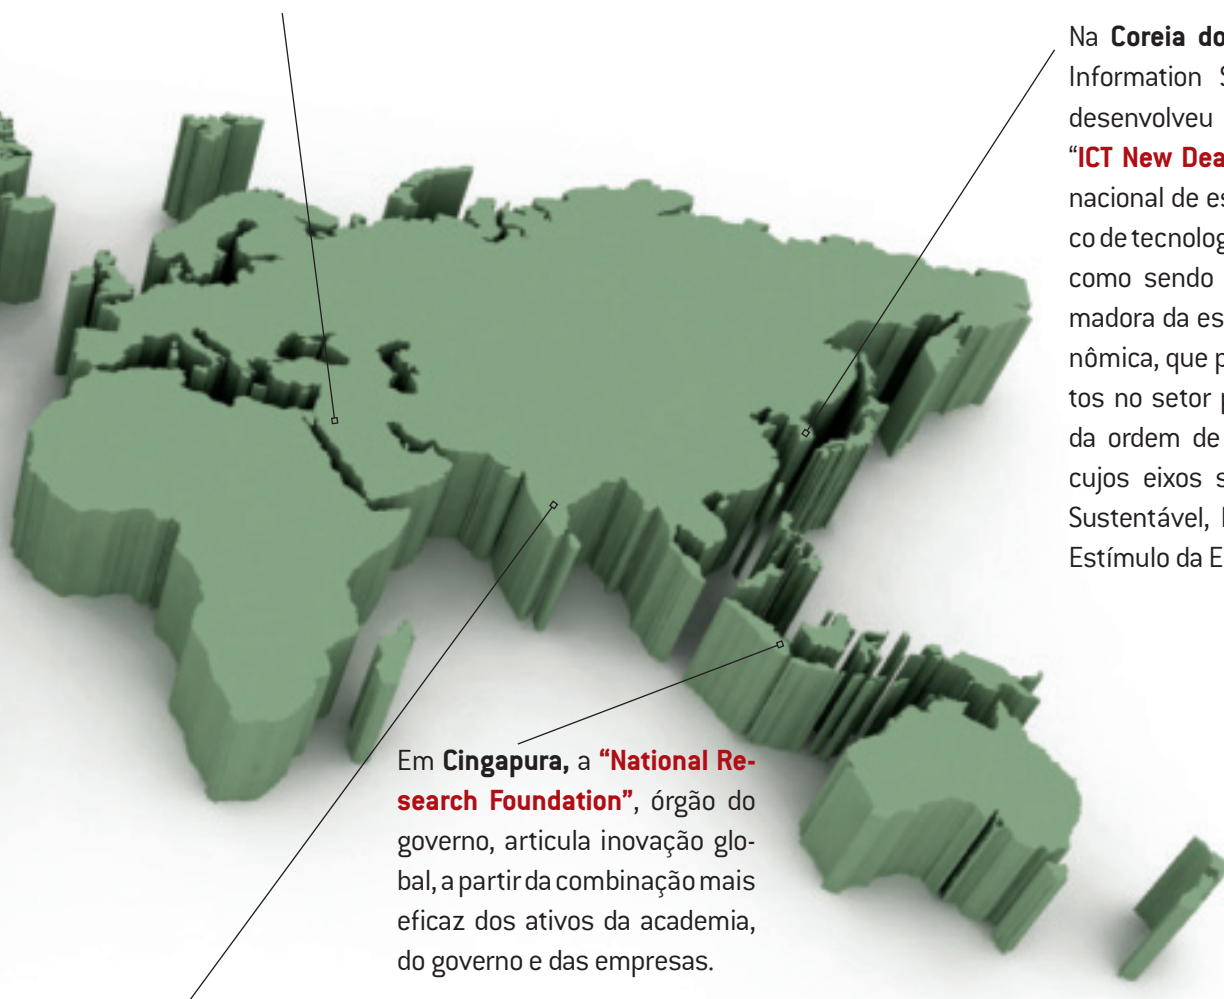 Na Coreia do
Information S
desenvolveu
“ICT New Dea
nacional de es
co de tecnolog
como sendo
madora da es
nômica, que p
tos no setor p
da ordem de
cujos eixos s
Sustentável,
Estímulo da E
Em Cingapura, a “National Re-
search Foundation”, órgão do
governo, articula inovação glo-
bal, a partir da combinação mais
eficaz dos ativos da academia,
do governo e das empresas.